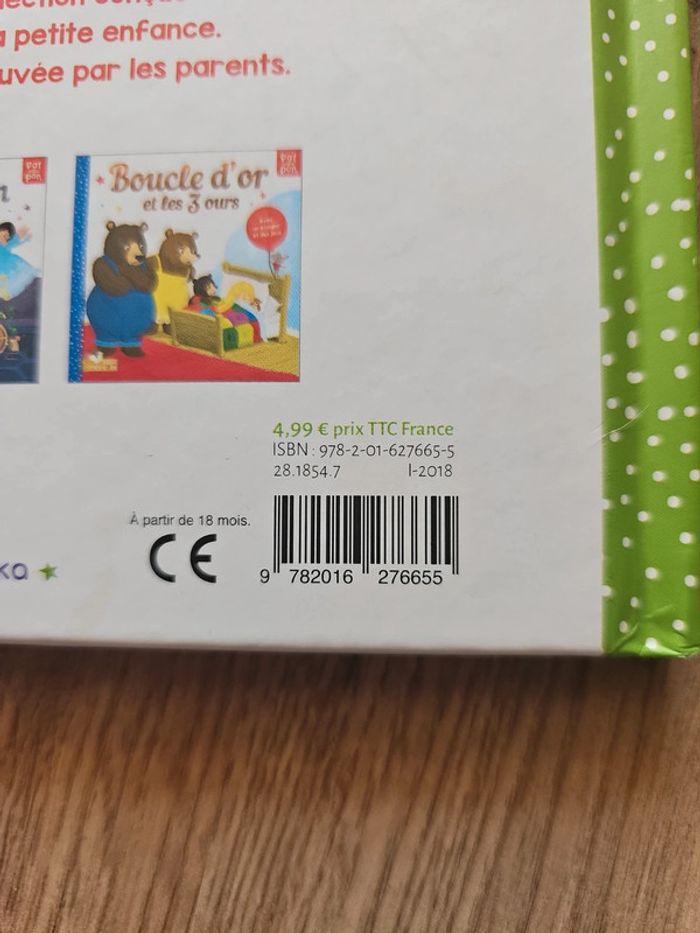 a petite enfance.
uvée par les parents.
Boucle d'or
et les 3 ours
4,99 € prix TTC France
ISBN : 978-2-01-627665-5
28.1854.7 I-2018
À partir de 18 mois.
CE
ka
9 782016 276655